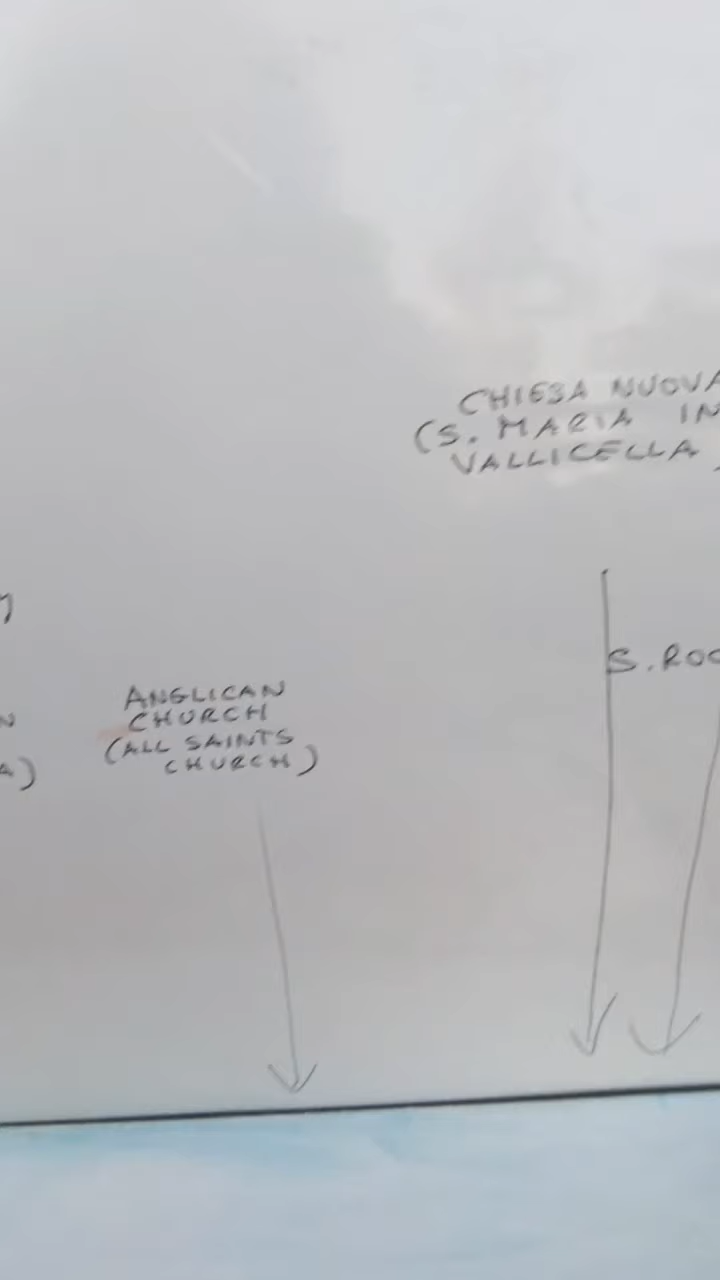 CHIESA NUOVA
(S. MARIA IN
VALLICELLA
S. ROC
ANGLICAN
CHURCH
(ALL SAINTS
CHURCH)